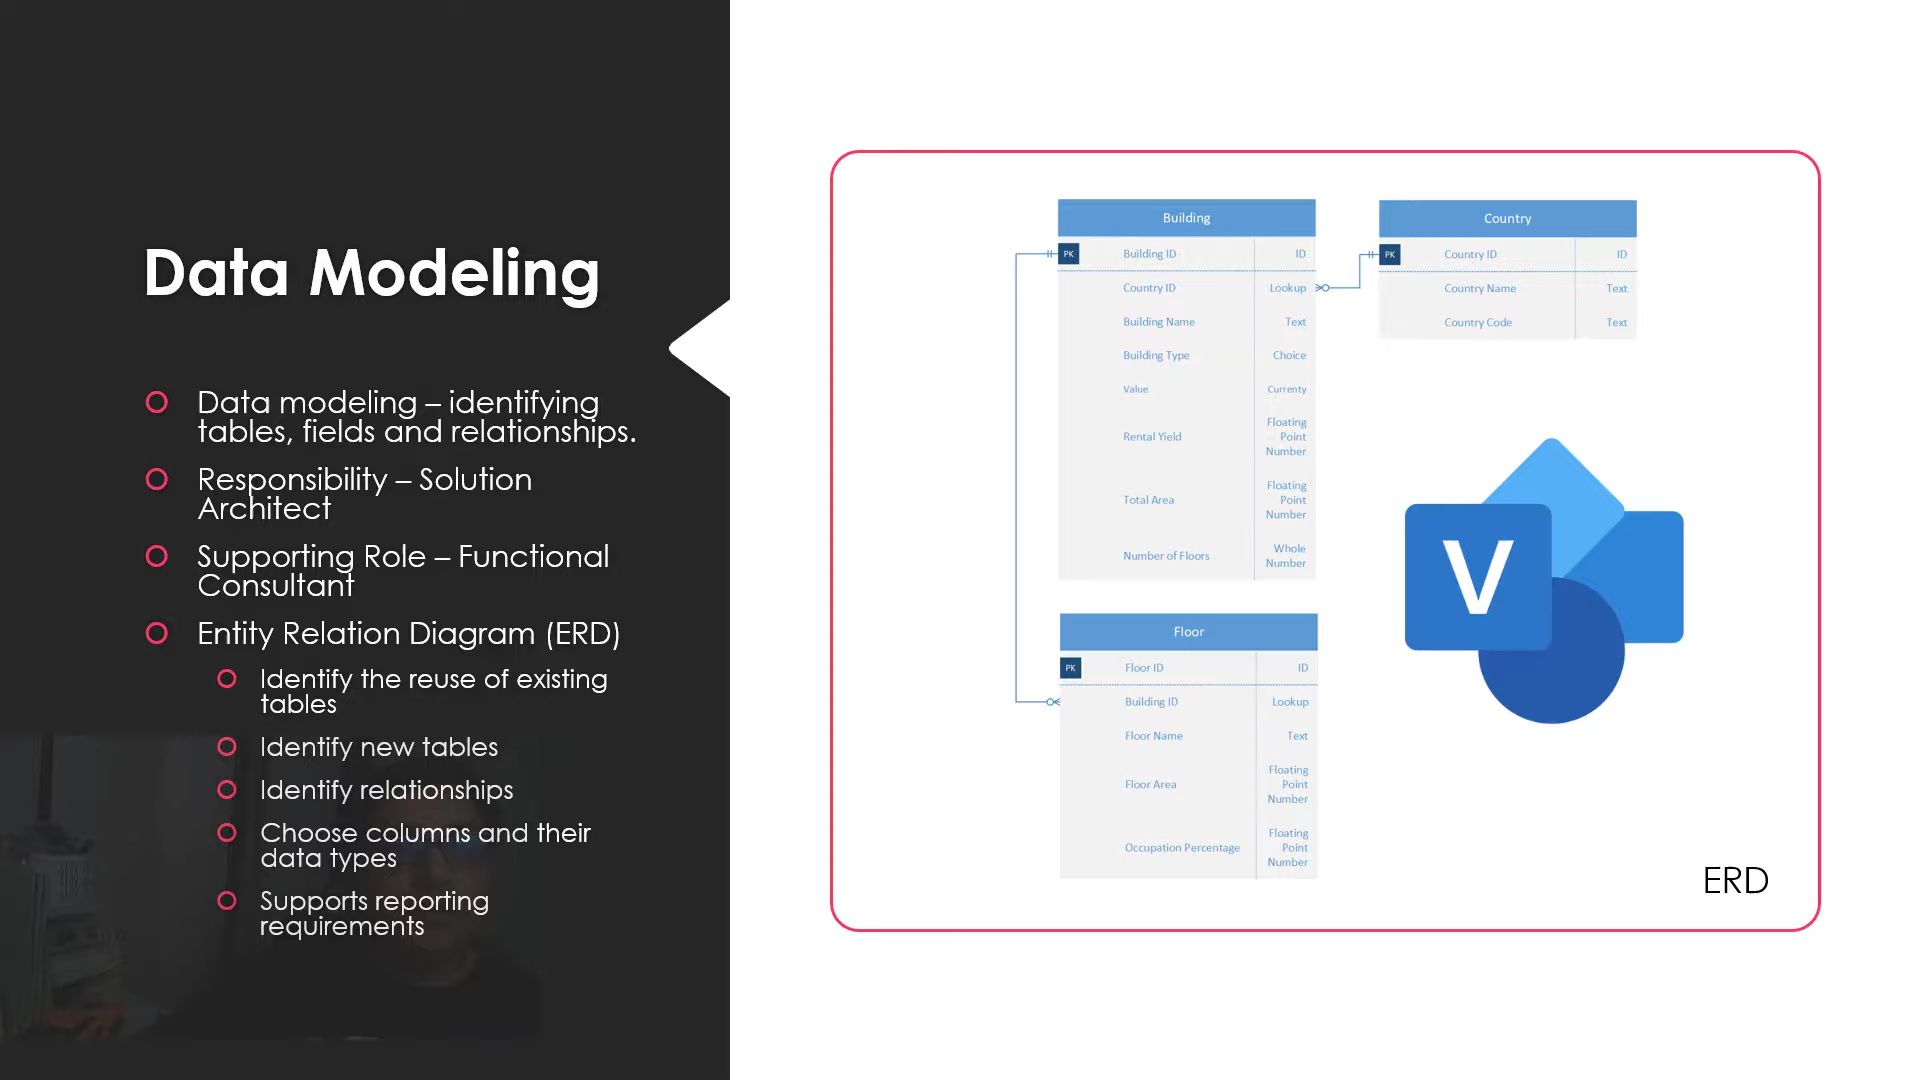 Data Modeling
Data modeling – identifying
tables, fields and relationships.
Responsibility – Solution
Architect
Supporting Role – Functional
Consultant
Entity Relation Diagram (ERD)
Identify the reuse of existing
tables
Identify new tables
Identify relationships
Choose columns and their
data types
Supports reporting
requirements
Building
PK Building ID ID
Country ID Lookup
Building Name Text
Building Type Choice
Value Currenty
Rental Yield Floating
Point
Number
Total Area Floating
Point
Number
Number of Floors Whole
Number
Country
PK Country ID ID
Country Name Text
Country Code Text
Floor
PK Floor ID ID
Building ID Lookup
Floor Name Text
Floor Area Floating
Point
Number
Occupation Percentage Floating
Point
Number
V
ERD